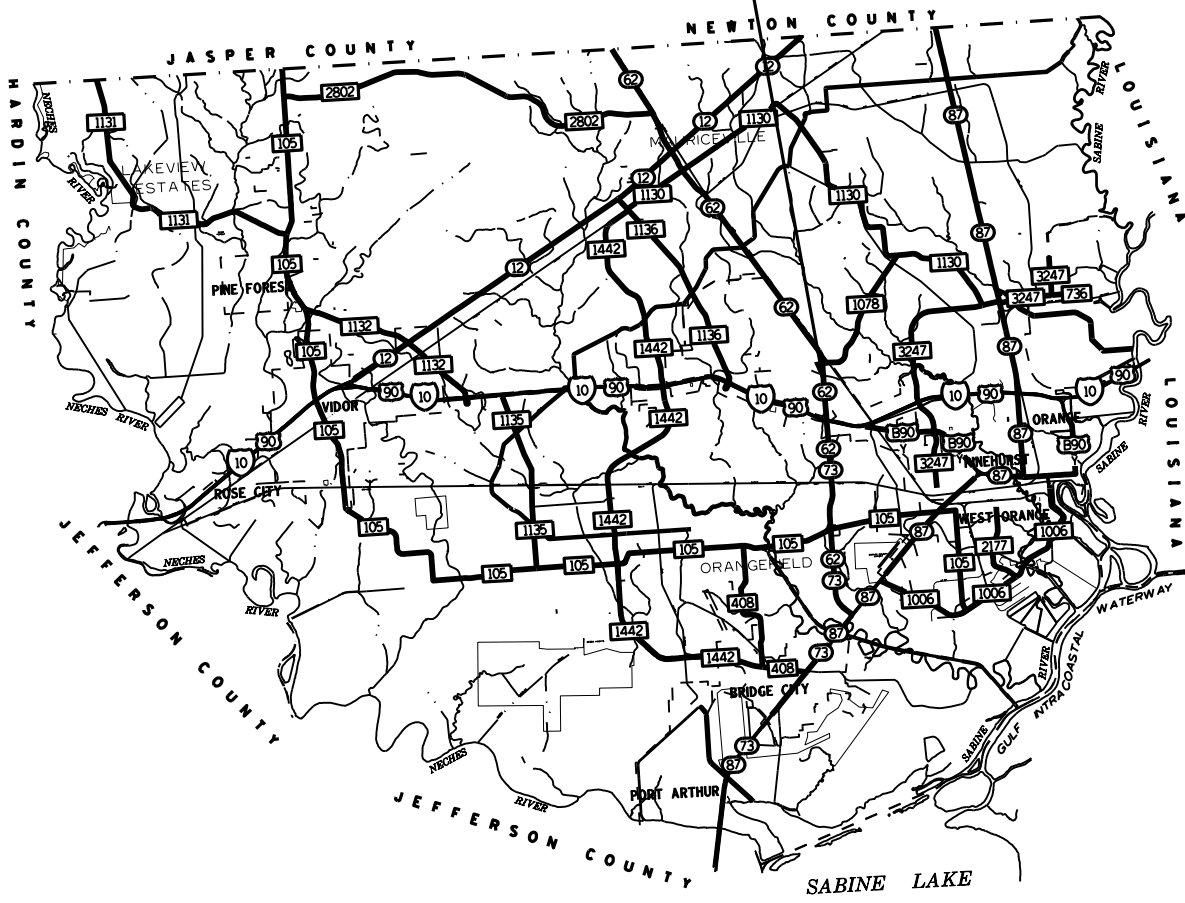 NEWTON COUNTY
JASPER COUNTY
HARDIN COUNTY
LOUISIANA
NECHES
RIVER
RIVER
SABINE
12
62
2802
1131
105
2802
12
1130
87
MAURICEVILLE
LAKEVIEW
ESTATES
12
1130
1130
62
1131
1136
87
1442
105
12
1130
3247
3247
736
PINE FOREST
1078
62
1132
1136
105
12
1132
1442
3247
87
90
10
10
90
10
90
62
10
90
10
90
VIDOR
1135
1442
B90
B90
B90
ORANGE
87
RIVER
SABINE
LOUISIANA
NECHES RIVER
105
90
10
62
73
3247
PINEHURST
87
ROSE CITY
105
1135
1442
105
87
WEST ORANGE
1006
2177
105
105
105
105
105
62
73
ORANGEFIELD
NECHES
RIVER
408
87
1006
1006
WATERWAY
1442
87
73
1442
408
BRIDGE CITY
RIVER
INTRACOASTAL
GULF
SABINE
JEFFERSON COUNTY
73
87
NECHES
RIVER
PORT ARTHUR
JEFFERSON COUNTY
SABINE LAKE